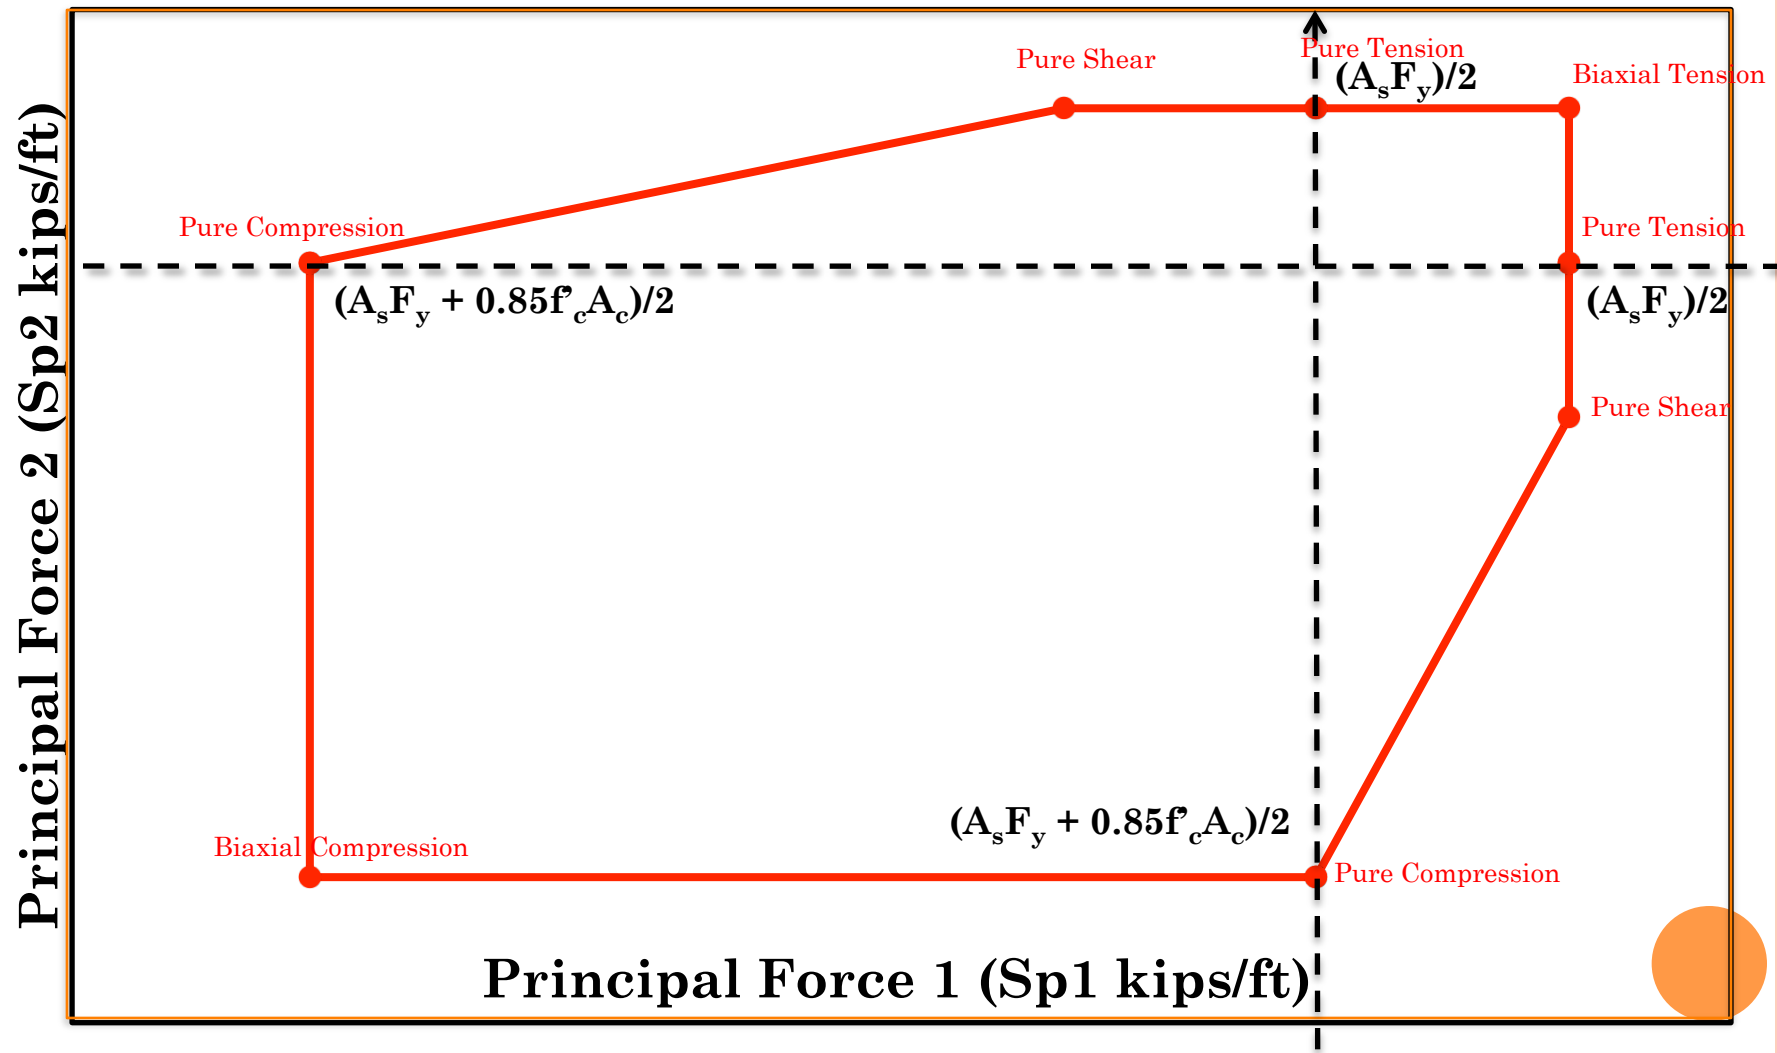 Pure Shear
Pure Tension
(AsFy)/2
Biaxial Tension
Pure Compression
Pure Tension
(AsFy + 0.85f’cAc)/2
(AsFy)/2
Pure Shear
Principal Force 2 (Sp2 kips/ft)
(AsFy + 0.85f’cAc)/2
Biaxial Compression
Pure Compression
Principal Force 1 (Sp1 kips/ft)